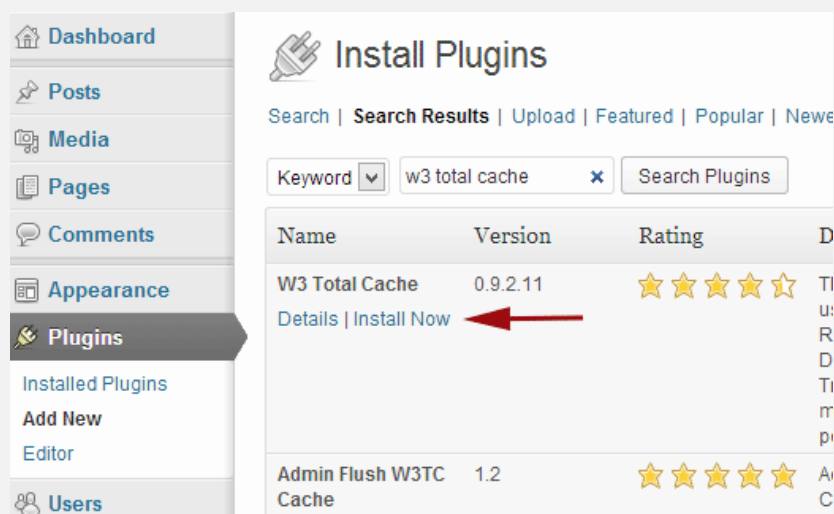 Dashboard
Posts
Media
Pages
Comments
Appearance
Plugins
Installed Plugins
Add New
Editor
Users
Install Plugins
Search | Search Results | Upload | Featured | Popular | Newe
Keyword w3 total cache × Search Plugins
Name Version Rating D
W3 Total Cache 0.9.2.11
Details | Install Now
Admin Flush W3TC 1.2
Cache